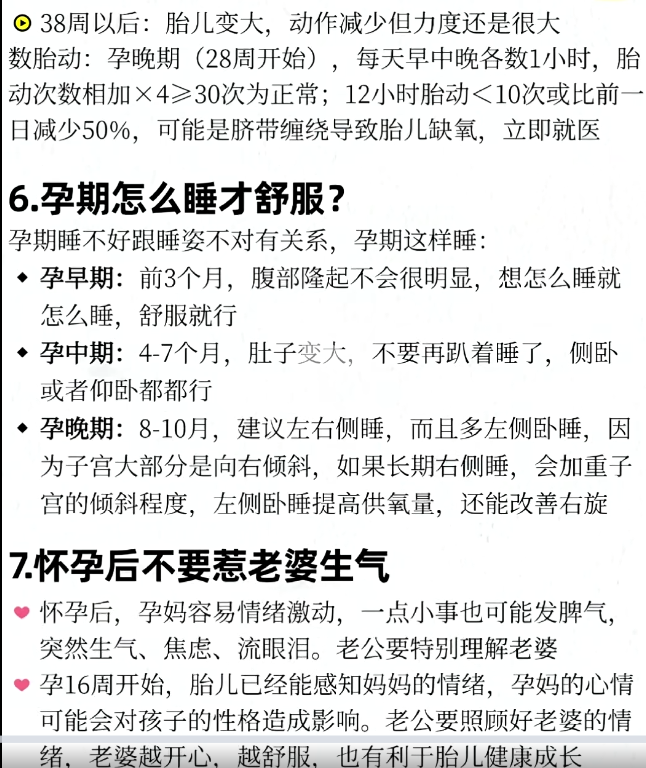 38周以后：胎儿变大，动作减少但力度还是很大
数胎动：孕晚期（28周开始），每天早中晚各数1小时，胎
动次数相加×4≥30次为正常；12小时胎动＜10次或比前一
日减少50%，可能是脐带缠绕导致胎儿缺氧，立即就医
6.孕期怎么睡才舒服？
孕期睡不好跟睡姿不对有关系，孕期这样睡：
◆ 孕早期：前3个月，腹部隆起不会很明显，想怎么睡就
怎么睡，舒服就行
◆ 孕中期：4-7个月，肚子变大，不要再趴着睡了，侧卧
或者仰卧都都行
◆ 孕晚期：8-10月，建议左右侧睡，而且多左侧卧睡，因
为子宫大部分是向右倾斜，如果长期右侧睡，会加重子
宫的倾斜程度，左侧卧睡提高供氧量，还能改善右旋
7.怀孕后不要惹老婆生气
怀孕后，孕妈容易情绪激动，一点小事也可能发脾气，
突然生气、焦虑、流眼泪。老公要特别理解老婆
孕16周开始，胎儿已经能感知妈妈的情绪，孕妈的心情
可能会对孩子的性格造成影响。老公要照顾好老婆的情
绪，老婆越开心，越舒服，也有利于胎儿健康成长